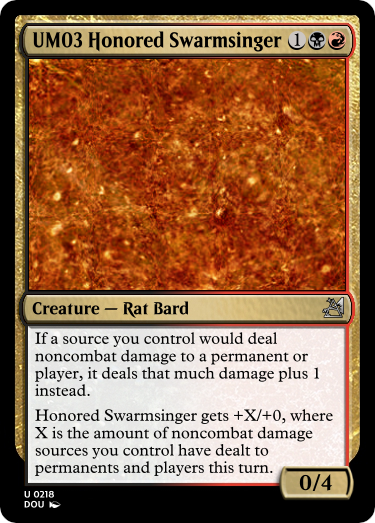 UM03 Honored Swarmsinger 1
Creature — Rat Bard
If a source you control would deal
noncombat damage to a permanent or
player, it deals that much damage plus 1
instead.
Honored Swarmsinger gets +X/+0, where
X is the amount of noncombat damage
sources you control have dealt to
permanents and players this turn.
0/4
U 0218
DOU